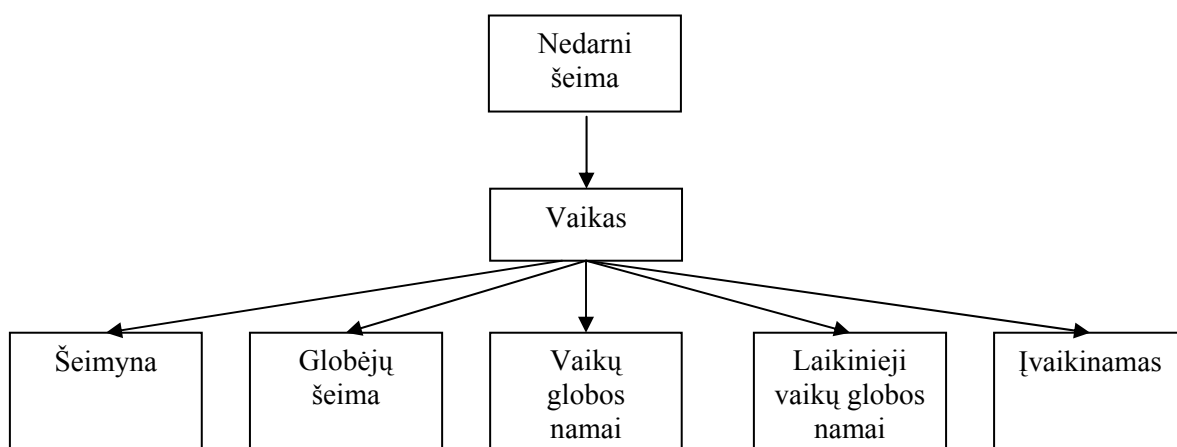 Nedarni
šeima
Vaikas
Šeimyna
Globėjų
šeima
Vaikų
globos
namai
Laikinieji
vaikų globos
namai
Įvaikinamas